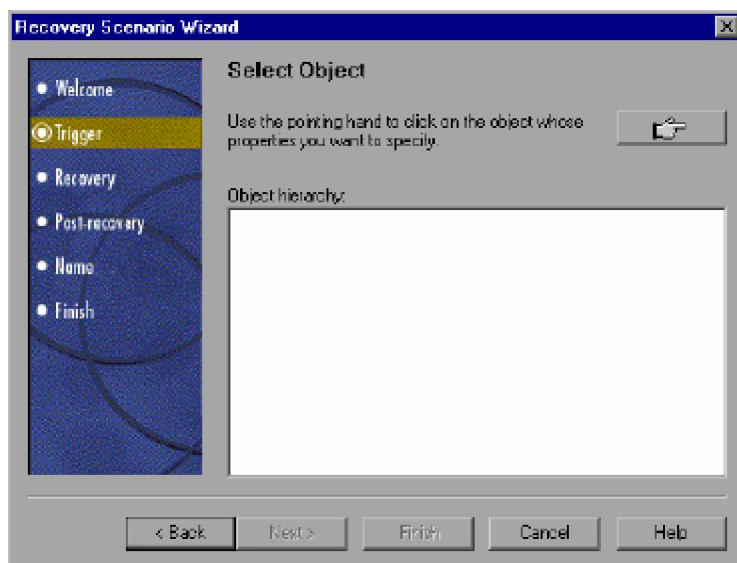 Recovery Scenario Wizard
Welcome
Trigger
Recovery
Post-recovery
Name
Finish
Select Object
Use the pointing hand to click on the object whose
properties you want to specify.
Object hierarchy:
< Back
Next >
Finish
Cancel
Help